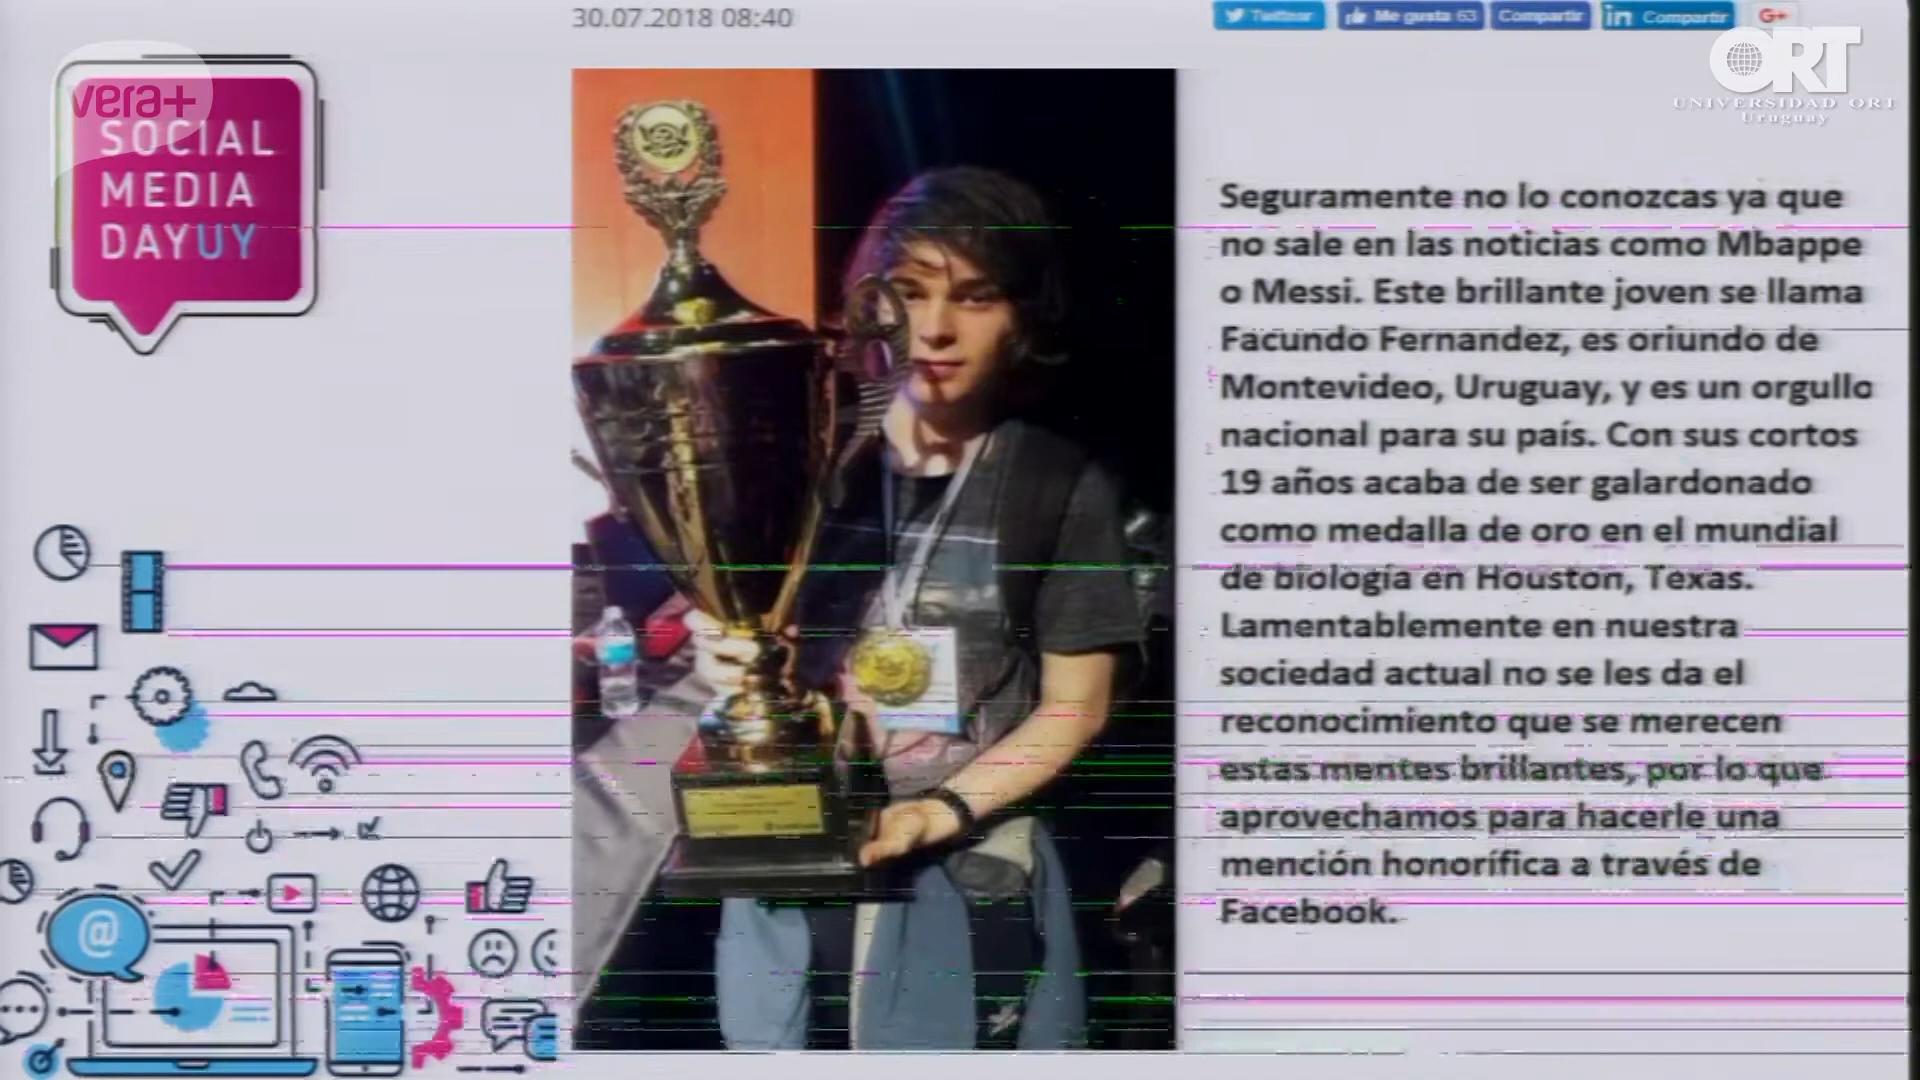 30.07.2018 08:40
Twittear
Me gusta 63
Compartir
in Compartir
G+
vera+
SOCIAL
MEDIA
DAYUY
ORT
UNIVERSIDAD ORT
Uruguay
Seguramente no lo conozcas ya que
no sale en las noticias como Mbappe
o Messi. Este brillante joven se llama
Facundo Fernandez, es oriundo de
Montevideo, Uruguay, y es un orgullo
nacional para su país. Con sus cortos
19 años acaba de ser galardonado
como medalla de oro en el mundial
de biología en Houston, Texas.
Lamentablemente en nuestra
sociedad actual no se les da el
reconocimiento que se merecen
estas mentes brillantes, por lo que
aprovechamos para hacerle una
mención honorífica a través de
Facebook.
@